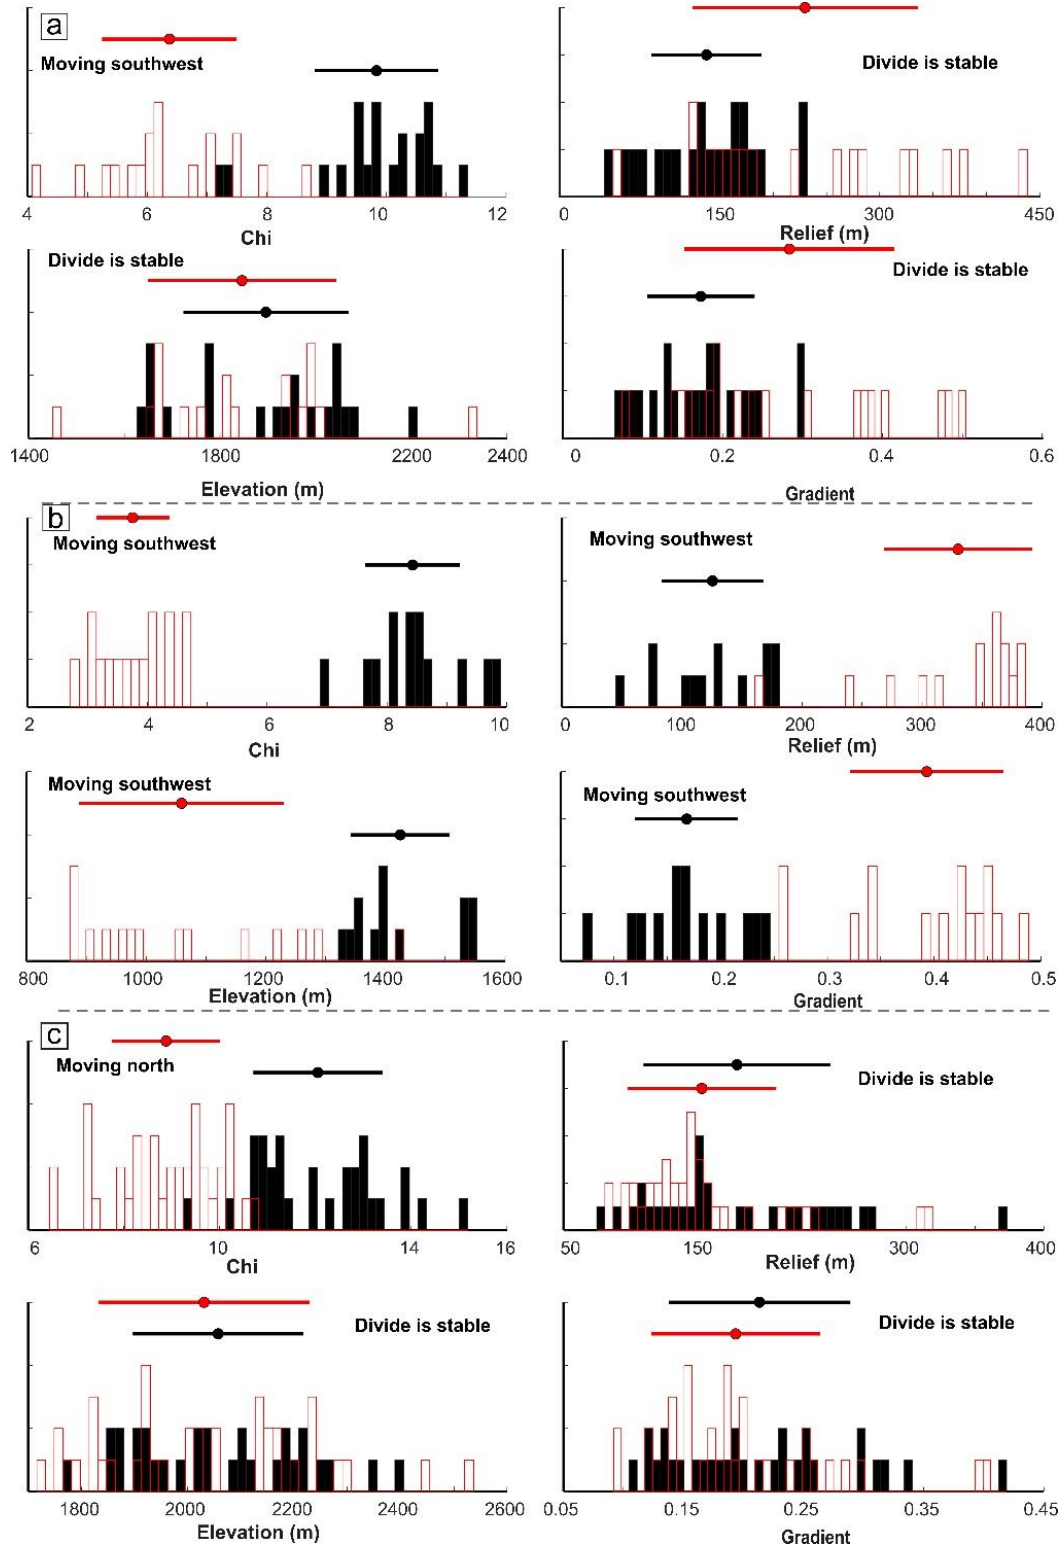 a
Moving southwest
4 6 8 10 12
Chi
Divide is stable
0 150 300 450
Relief (m)
Divide is stable
1400 1800 2200 2400
Elevation (m)
Divide is stable
0 0.2 0.4 0.6
Gradient
b
Moving southwest
2 4 6 8 10
Chi
Moving southwest
0 100 200 300 400
Relief (m)
Moving southwest
800 1000 1200 1400 1600
Elevation (m)
Moving southwest
0.1 0.2 0.3 0.4 0.5
Gradient
c
Moving north
6 10 14 16
Chi
Divide is stable
50 150 300 400
Relief (m)
Divide is stable
1800 2000 2200 2400 2600
Elevation (m)
Divide is stable
0.05 0.15 0.25 0.35 0.45
Gradient